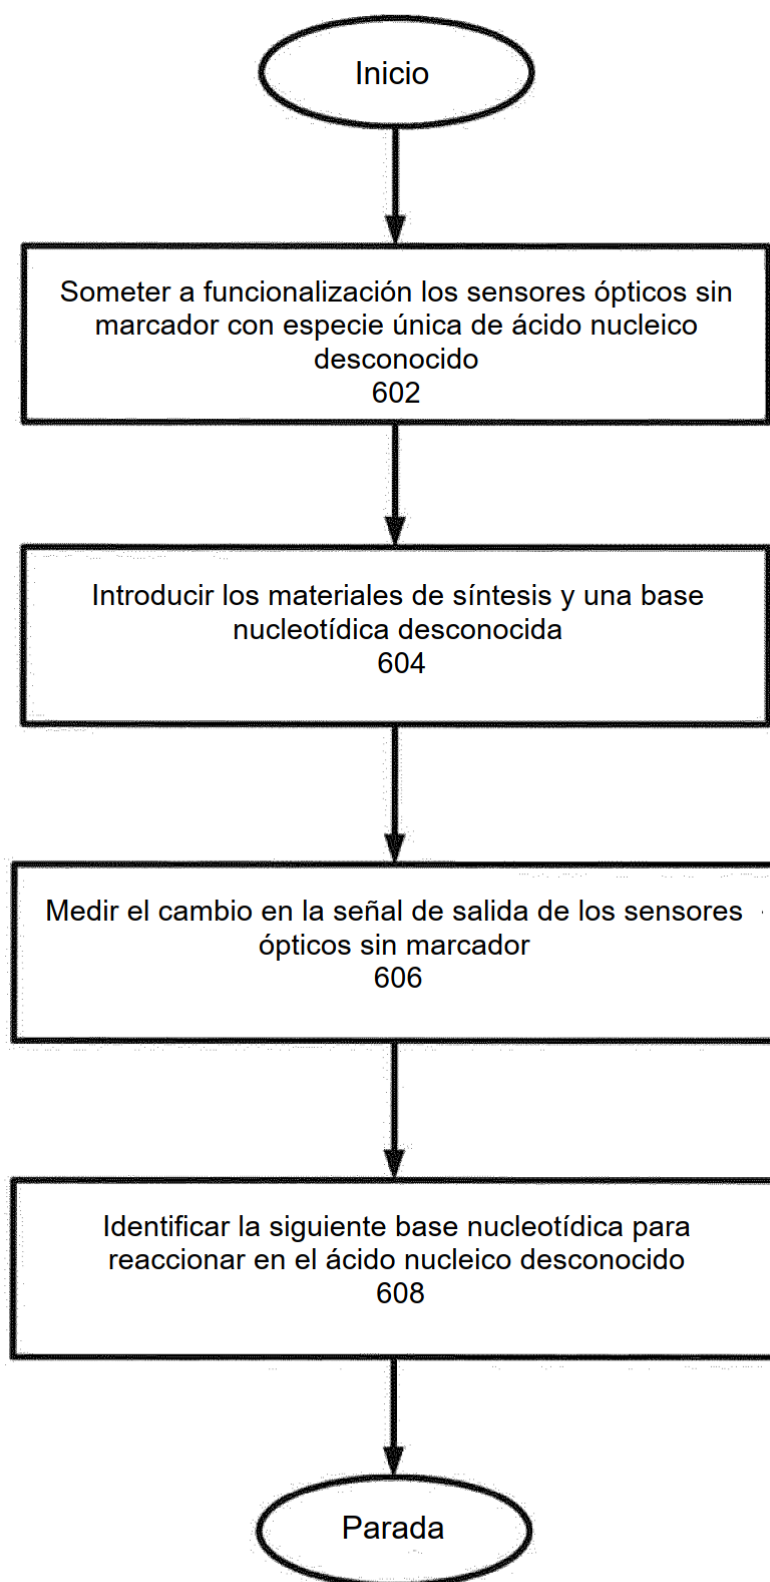 Inicio
Someter a funcionalización los sensores ópticos sin
marcador con especie única de ácido nucleico
desconocido
602
Introducir los materiales de síntesis y una base
nucleotídica desconocida
604
Medir el cambio en la señal de salida de los sensores
ópticos sin marcador
606
Identificar la siguiente base nucleotídica para
reaccionar en el ácido nucleico desconocido
608
Parada